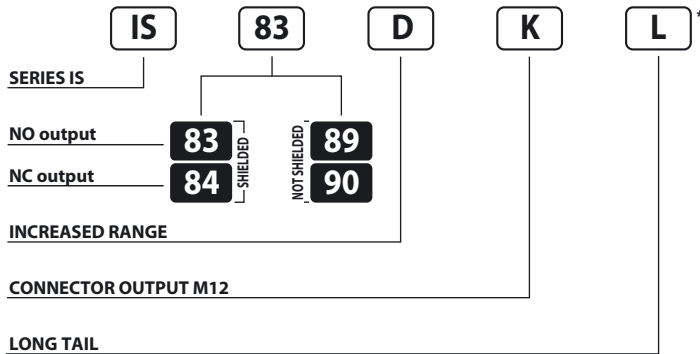 IS 83 D K L *
SERIES IS
NO output 83 SHIELDED NOT SHIELDED 89
NC output 84 90
INCREASED RANGE
CONNECTOR OUTPUT M12
LONG TAIL